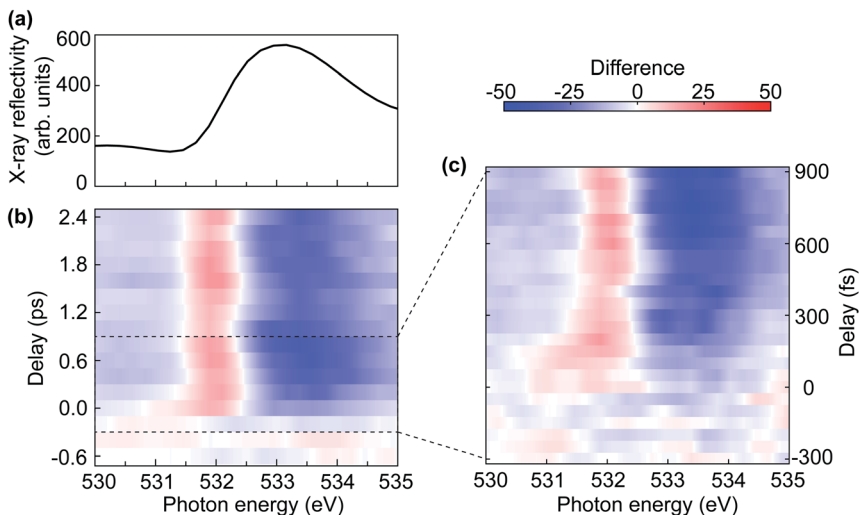 (a)
X-ray reflectivity
(arb. units)
600
400
200
0
Difference
-50 -25 0 25 50
(b)
Delay (ps)
2.4
1.8
1.2
0.6
0.0
-0.6
530 531 532 533 534 535
Photon energy (eV)
(c)
900
600
300
0
-300
Delay (fs)
530 531 532 533 534 535
Photon energy (eV)